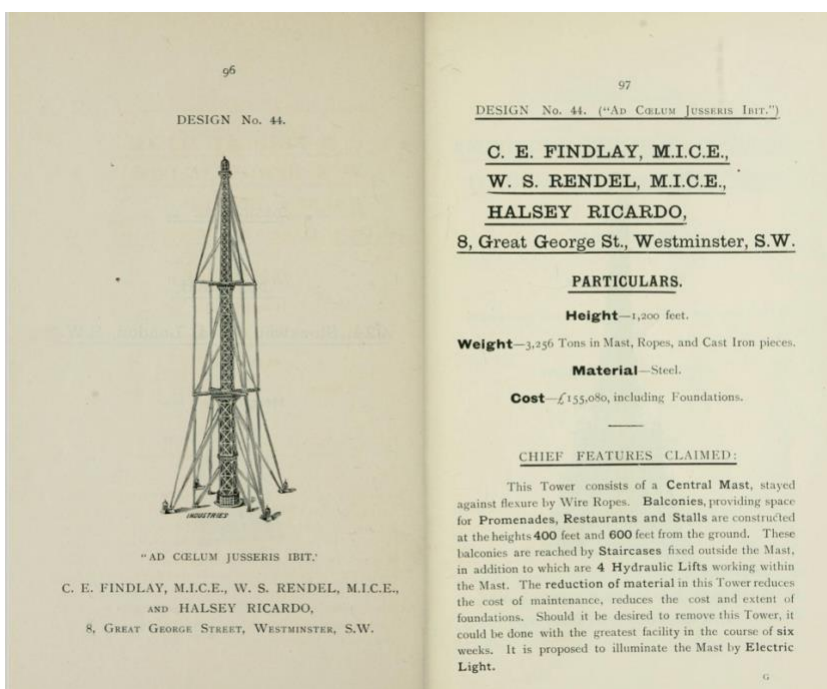 96
DESIGN No. 44.
INDUSTRIES
"AD CŒLUM JUSSERIS IBIT."
C. E. FINDLAY, M.I.C.E., W. S. RENDEL, M.I.C.E.,
AND HALSEY RICARDO,
8, GREAT GEORGE STREET, WESTMINSTER, S.W.
97
DESIGN No. 44. ("AD CŒLUM JUSSERIS IBIT.")
C. E. FINDLAY, M.I.C.E.,
W. S. RENDEL, M.I.C.E.,
HALSEY RICARDO,
8, Great George St., Westminster, S.W.
PARTICULARS.
Height—1,200 feet.
Weight—3,256 Tons in Mast, Ropes, and Cast Iron pieces.
Material—Steel.
Cost—£155,080, including Foundations.
CHIEF FEATURES CLAIMED:
This Tower consists of a Central Mast, stayed
against flexure by Wire Ropes. Balconies, providing space
for Promenades, Restaurants and Stalls are constructed
at the heights 400 feet and 600 feet from the ground. These
balconies are reached by Staircases fixed outside the Mast,
in addition to which are 4 Hydraulic Lifts working within
the Mast. The reduction of material in this Tower reduces
the cost of maintenance, reduces the cost and extent of
foundations. Should it be desired to remove this Tower, it
could be done with the greatest facility in the course of six
weeks. It is proposed to illuminate the Mast by Electric
Light.
G